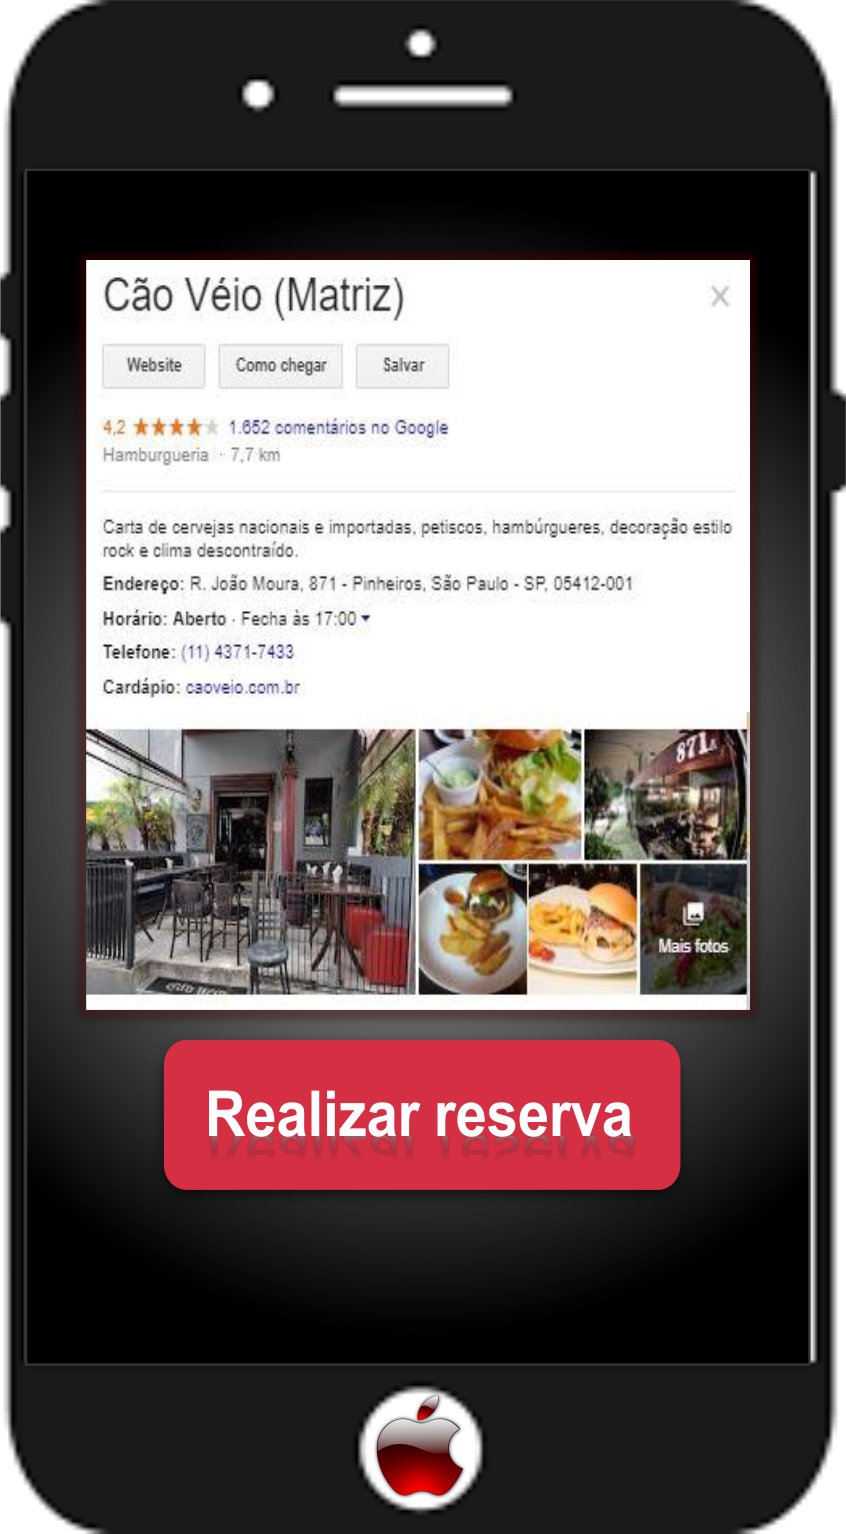 Cão Véio (Matriz)
Website Como chegar Salvar
4,2 1.652 comentários no Google
Hamburgueria · 7,7 km
Carta de cervejas nacionais e importadas, petiscos, hambúrgueres, decoração estilo
rock e clima descontraído.
Endereço: R. João Moura, 871 - Pinheiros, São Paulo - SP, 05412-001
Horário: Aberto · Fecha às 17:00
Telefone: (11) 4371-7433
Cardápio: caoveio.com.br
871
Mais fotos
Realizar reserva